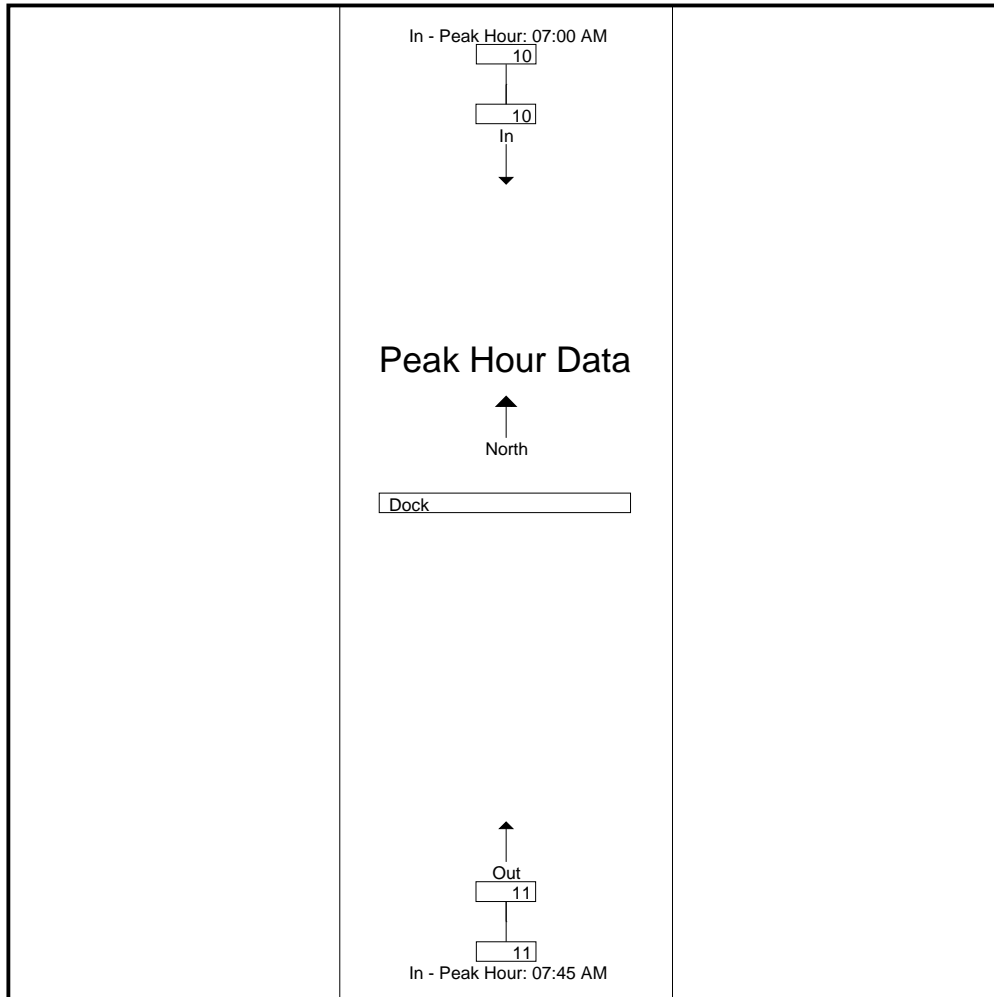 In - Peak Hour: 07:00 AM
10
10
In
Peak Hour Data
North
Dock
Out
11
11
In - Peak Hour: 07:45 AM